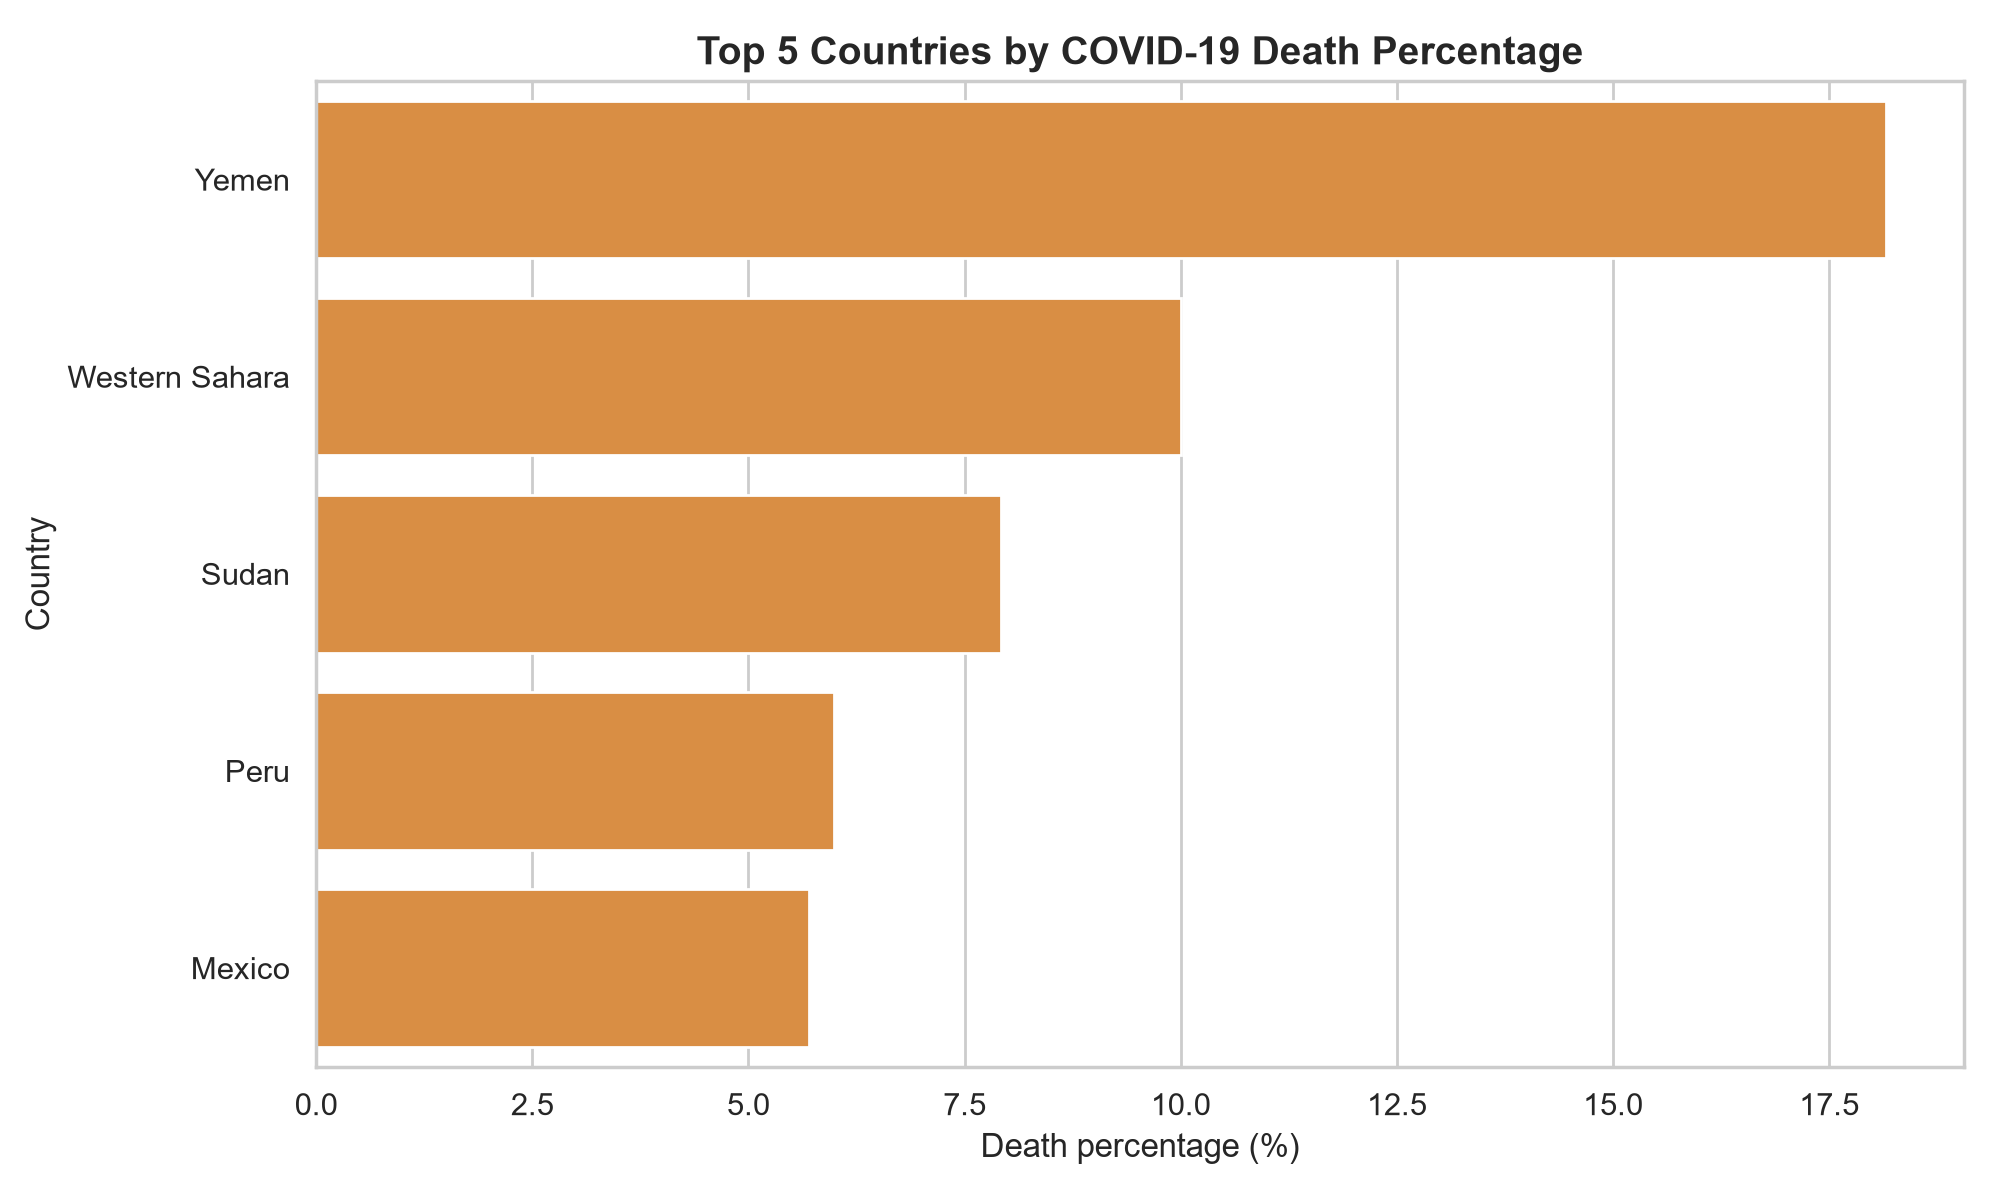 Top 5 Countries by COVID-19 Death Percentage
Yemen
Western Sahara
Sudan
Peru
Mexico
Country
0.0 2.5 5.0 7.5 10.0 12.5 15.0 17.5
Death percentage (%)